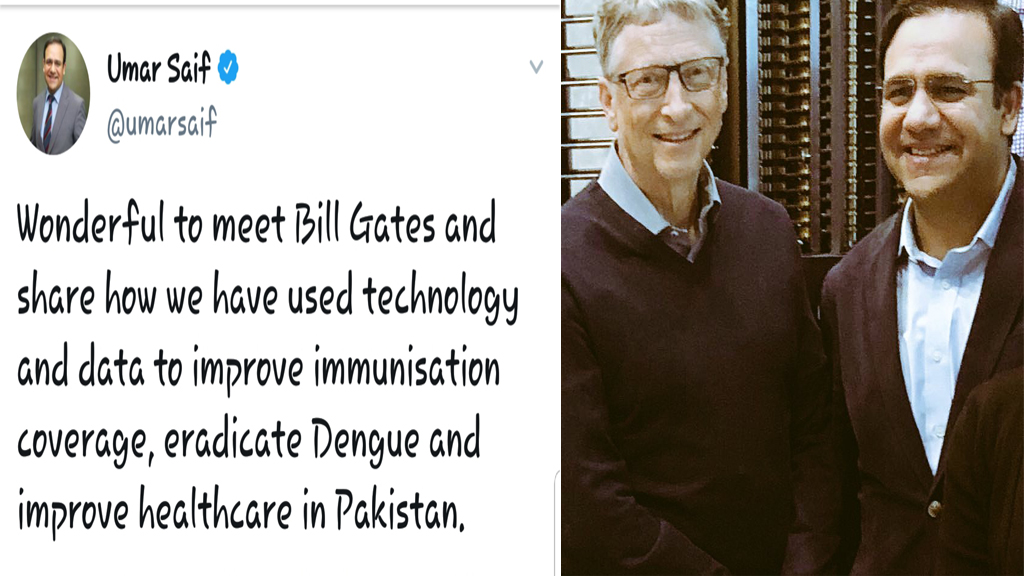 Umar Saif
@umarsaif
Wonderful to meet Bill Gates and
share how we have used technology
and data to improve immunisation
coverage, eradicate Dengue and
improve healthcare in Pakistan.